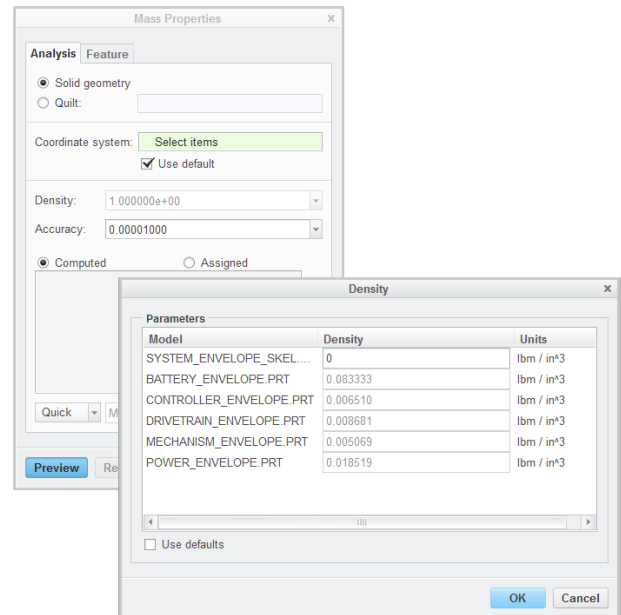 Mass Properties
Analysis Feature
Solid geometry
Quilt:
Coordinate system: Select items
Use default
Density: 1.000000e+00
Accuracy: 0.00001000
Computed Assigned
Quick M
Preview Re
Density
Parameters
Model Density Units
SYSTEM_ENVELOPE_SKEL.... 0 lbm / in^3
BATTERY_ENVELOPE.PRT 0.083333 lbm / in^3
CONTROLLER_ENVELOPE.PRT 0.006510 lbm / in^3
DRIVETRAIN_ENVELOPE.PRT 0.008681 lbm / in^3
MECHANISM_ENVELOPE.PRT 0.005069 lbm / in^3
POWER_ENVELOPE.PRT 0.018519 lbm / in^3
Use defaults
OK Cancel